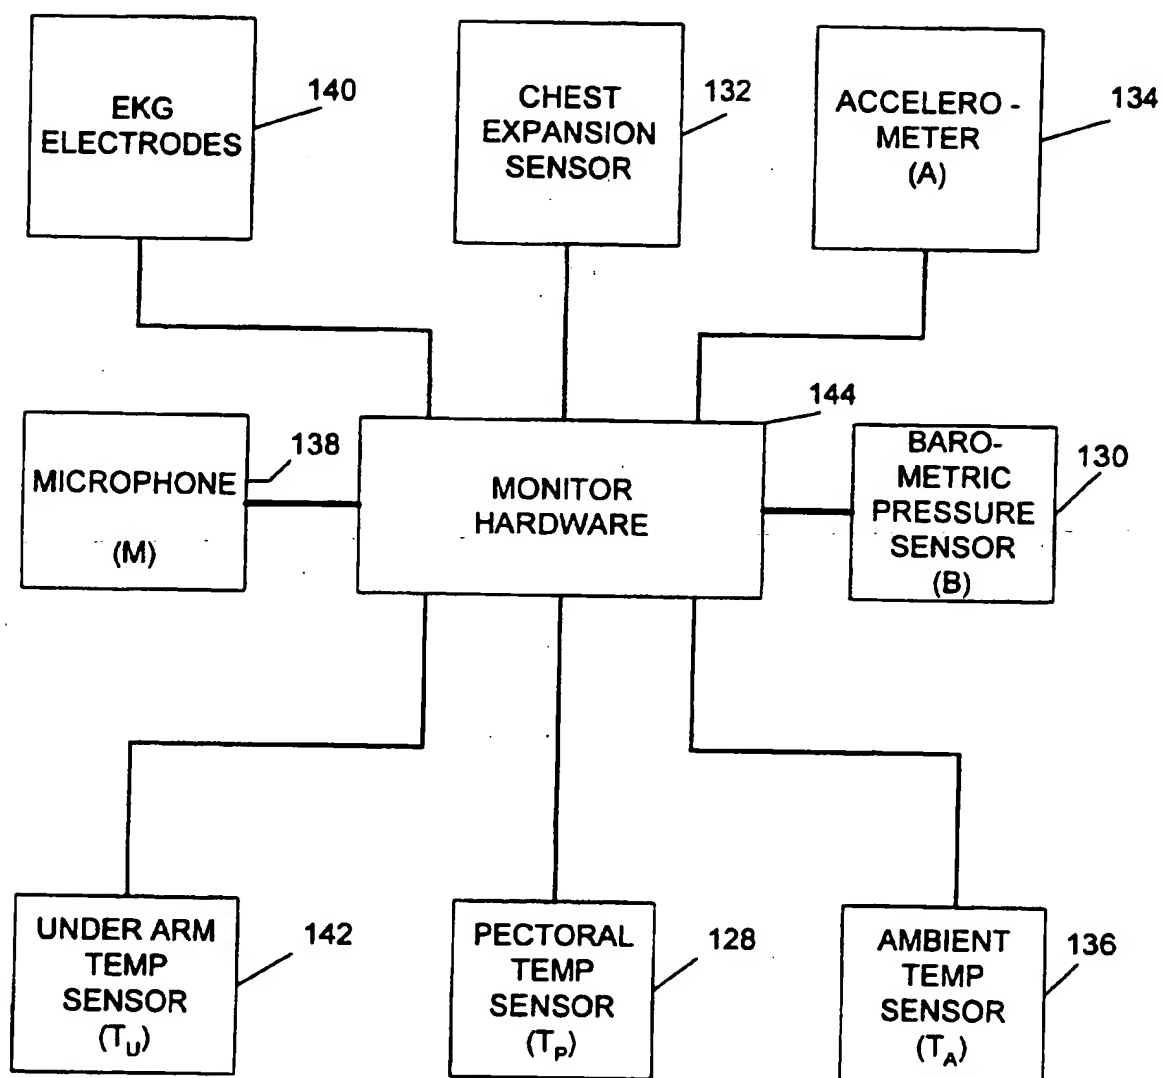 EKG
ELECTRODES
140
CHEST
EXPANSION
SENSOR
132
ACCELERO -
METER
(A)
134
MICROPHONE
(M)
138
MONITOR
HARDWARE
144
BARO-
METRIC
PRESSURE
SENSOR
(B)
130
UNDER ARM
TEMP
SENSOR
(T_U)
142
PECTORAL
TEMP
SENSOR
(T_P)
128
AMBIENT
TEMP
SENSOR
(T_A)
136